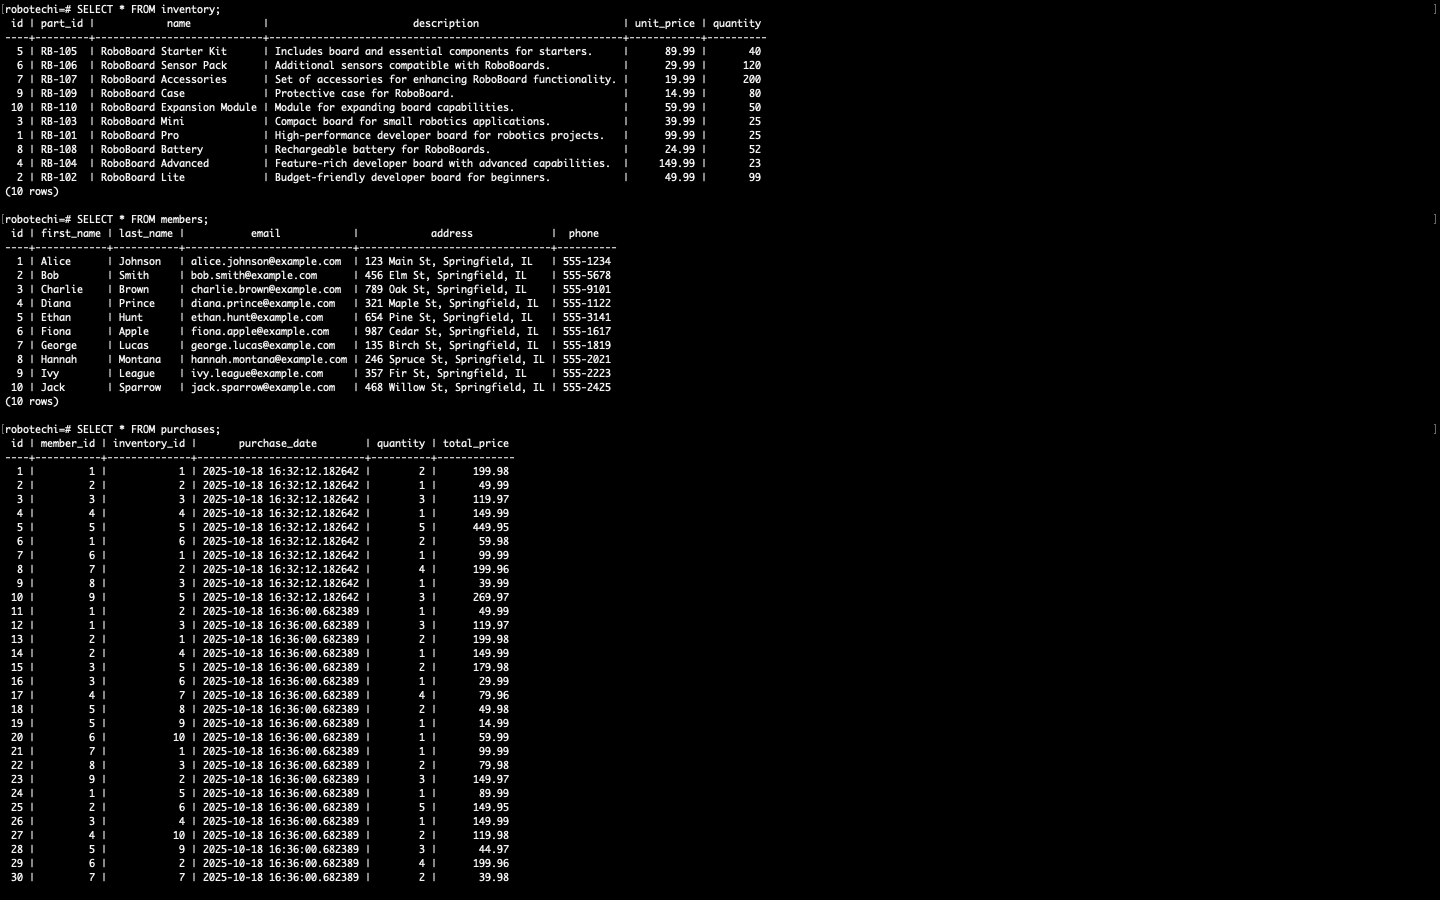 [robotechi=# SELECT * FROM inventory; ]
 id | part_id |            name            |                        description                        | unit_price | quantity
----+---------+----------------------------+-----------------------------------------------------------+------------+----------
  5 | RB-105  | RoboBoard Starter Kit      | Includes board and essential components for starters.     |      89.99 |       40
  6 | RB-106  | RoboBoard Sensor Pack      | Additional sensors compatible with RoboBoards.            |      29.99 |      120
  7 | RB-107  | RoboBoard Accessories      | Set of accessories for enhancing RoboBoard functionality. |      19.99 |      200
  9 | RB-109  | RoboBoard Case             | Protective case for RoboBoard.                            |      14.99 |       80
 10 | RB-110  | RoboBoard Expansion Module | Module for expanding board capabilities.                  |      59.99 |       50
  3 | RB-103  | RoboBoard Mini             | Compact board for small robotics applications.            |      39.99 |       25
  1 | RB-101  | RoboBoard Pro              | High-performance developer board for robotics projects.   |      99.99 |       25
  8 | RB-108  | RoboBoard Battery          | Rechargeable battery for RoboBoards.                      |      24.99 |       52
  4 | RB-104  | RoboBoard Advanced         | Feature-rich developer board with advanced capabilities.  |     149.99 |       23
  2 | RB-102  | RoboBoard Lite             | Budget-friendly developer board for beginners.            |      49.99 |       99
(10 rows)
[robotechi=# SELECT * FROM members; ]
 id | first_name | last_name |           email           |            address            |  phone
----+------------+-----------+---------------------------+-------------------------------+----------
  1 | Alice      | Johnson   | alice.johnson@example.com | 123 Main St, Springfield, IL  | 555-1234
  2 | Bob        | Smith     | bob.smith@example.com     | 456 Elm St, Springfield, IL   | 555-5678
  3 | Charlie    | Brown     | charlie.brown@example.com | 789 Oak St, Springfield, IL   | 555-9101
  4 | Diana      | Prince    | diana.prince@example.com  | 321 Maple St, Springfield, IL | 555-1122
  5 | Ethan      | Hunt      | ethan.hunt@example.com    | 654 Pine St, Springfield, IL  | 555-3141
  6 | Fiona      | Apple     | fiona.apple@example.com   | 987 Cedar St, Springfield, IL | 555-1617
  7 | George     | Lucas     | george.lucas@example.com  | 135 Birch St, Springfield, IL | 555-1819
  8 | Hannah     | Montana   | hannah.montana@example.com | 246 Spruce St, Springfield, IL | 555-2021
  9 | Ivy        | League    | ivy.league@example.com    | 357 Fir St, Springfield, IL   | 555-2223
 10 | Jack       | Sparrow   | jack.sparrow@example.com  | 468 Willow St, Springfield, IL | 555-2425
(10 rows)
[robotechi=# SELECT * FROM purchases; ]
 id | member_id | inventory_id |       purchase_date        | quantity | total_price
----+-----------+--------------+----------------------------+----------+-------------
  1 |         1 |            1 | 2025-10-18 16:32:12.182642 |        2 |      199.98
  2 |         2 |            2 | 2025-10-18 16:32:12.182642 |        1 |       49.99
  3 |         3 |            3 | 2025-10-18 16:32:12.182642 |        3 |      119.97
  4 |         4 |            4 | 2025-10-18 16:32:12.182642 |        1 |      149.99
  5 |         5 |            5 | 2025-10-18 16:32:12.182642 |        5 |      449.95
  6 |         1 |            6 | 2025-10-18 16:32:12.182642 |        2 |       59.98
  7 |         6 |            1 | 2025-10-18 16:32:12.182642 |        1 |       99.99
  8 |         7 |            2 | 2025-10-18 16:32:12.182642 |        4 |      199.96
  9 |         8 |            3 | 2025-10-18 16:32:12.182642 |        1 |       39.99
 10 |         9 |            5 | 2025-10-18 16:32:12.182642 |        3 |      269.97
 11 |         1 |            2 | 2025-10-18 16:36:00.682389 |        1 |       49.99
 12 |         1 |            3 | 2025-10-18 16:36:00.682389 |        3 |      119.97
 13 |         2 |            1 | 2025-10-18 16:36:00.682389 |        2 |      199.98
 14 |         2 |            4 | 2025-10-18 16:36:00.682389 |        1 |      149.99
 15 |         3 |            5 | 2025-10-18 16:36:00.682389 |        2 |      179.98
 16 |         3 |            6 | 2025-10-18 16:36:00.682389 |        1 |       29.99
 17 |         4 |            7 | 2025-10-18 16:36:00.682389 |        4 |       79.96
 18 |         5 |            8 | 2025-10-18 16:36:00.682389 |        2 |       49.98
 19 |         5 |            9 | 2025-10-18 16:36:00.682389 |        1 |       14.99
 20 |         6 |           10 | 2025-10-18 16:36:00.682389 |        1 |       59.99
 21 |         7 |            1 | 2025-10-18 16:36:00.682389 |        1 |       99.99
 22 |         8 |            3 | 2025-10-18 16:36:00.682389 |        2 |       79.98
 23 |         9 |            2 | 2025-10-18 16:36:00.682389 |        3 |      149.97
 24 |         1 |            5 | 2025-10-18 16:36:00.682389 |        1 |       89.99
 25 |         2 |            6 | 2025-10-18 16:36:00.682389 |        5 |      149.95
 26 |         3 |            4 | 2025-10-18 16:36:00.682389 |        1 |      149.99
 27 |         4 |           10 | 2025-10-18 16:36:00.682389 |        2 |      119.98
 28 |         5 |            9 | 2025-10-18 16:36:00.682389 |        3 |       44.97
 29 |         6 |            2 | 2025-10-18 16:36:00.682389 |        4 |      199.96
 30 |         7 |            7 | 2025-10-18 16:36:00.682389 |        2 |       39.98